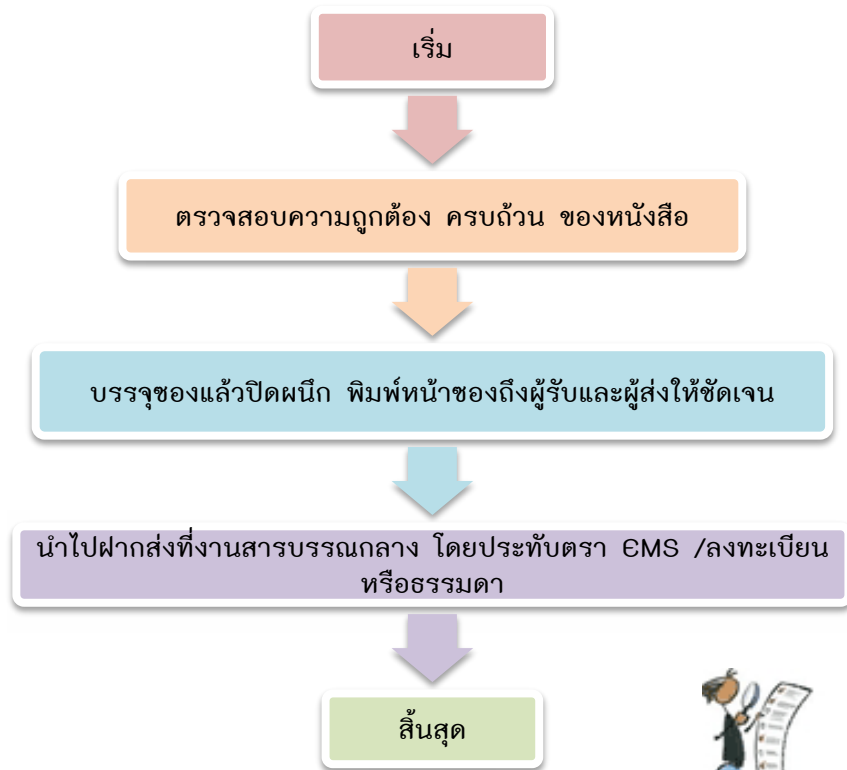 เริ่ม
ตรวจสอบความถูกต้อง ครบถ้วน ของหนังสือ
บรรจุซองแล้วปิดผนึก พิมพ์หน้าซองถึงผู้รับและผู้ส่งให้ชัดเจน
นำไปฝากส่งที่งานสารบรรณกลาง โดยประทับตรา EMS /ลงทะเบียน
หรือธรรมดา
สิ้นสุด